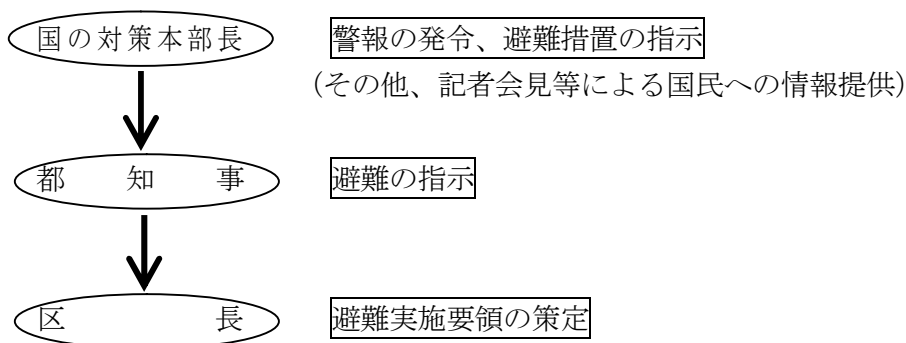 国の対策本部長 警報の発令、避難措置の指示
(その他、記者会見等による国民への情報提供)
都知事 避難の指示
区長 避難実施要領の策定